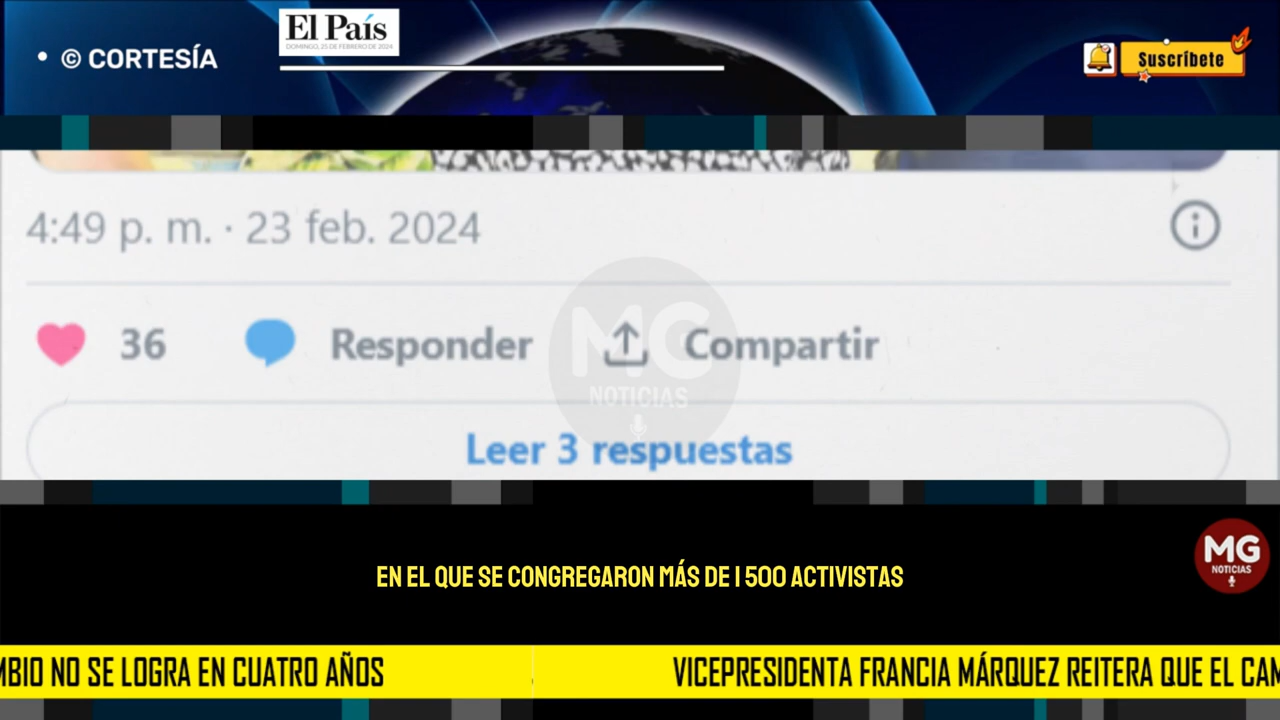 © CORTESÍA
El País
DOMINGO, 25 DE FEBRERO DE 2024
Suscríbete
4:49 p. m. · 23 feb. 2024
36 Responder Compartir
MG
NOTICIAS
Leer 3 respuestas
EN EL QUE SE CONGREGARON MÁS DE 1 500 ACTIVISTAS
MG
NOTICIAS
MBIO NO SE LOGRA EN CUATRO AÑOS VICEPRESIDENTA FRANCIA MÁRQUEZ REITERA QUE EL CAM